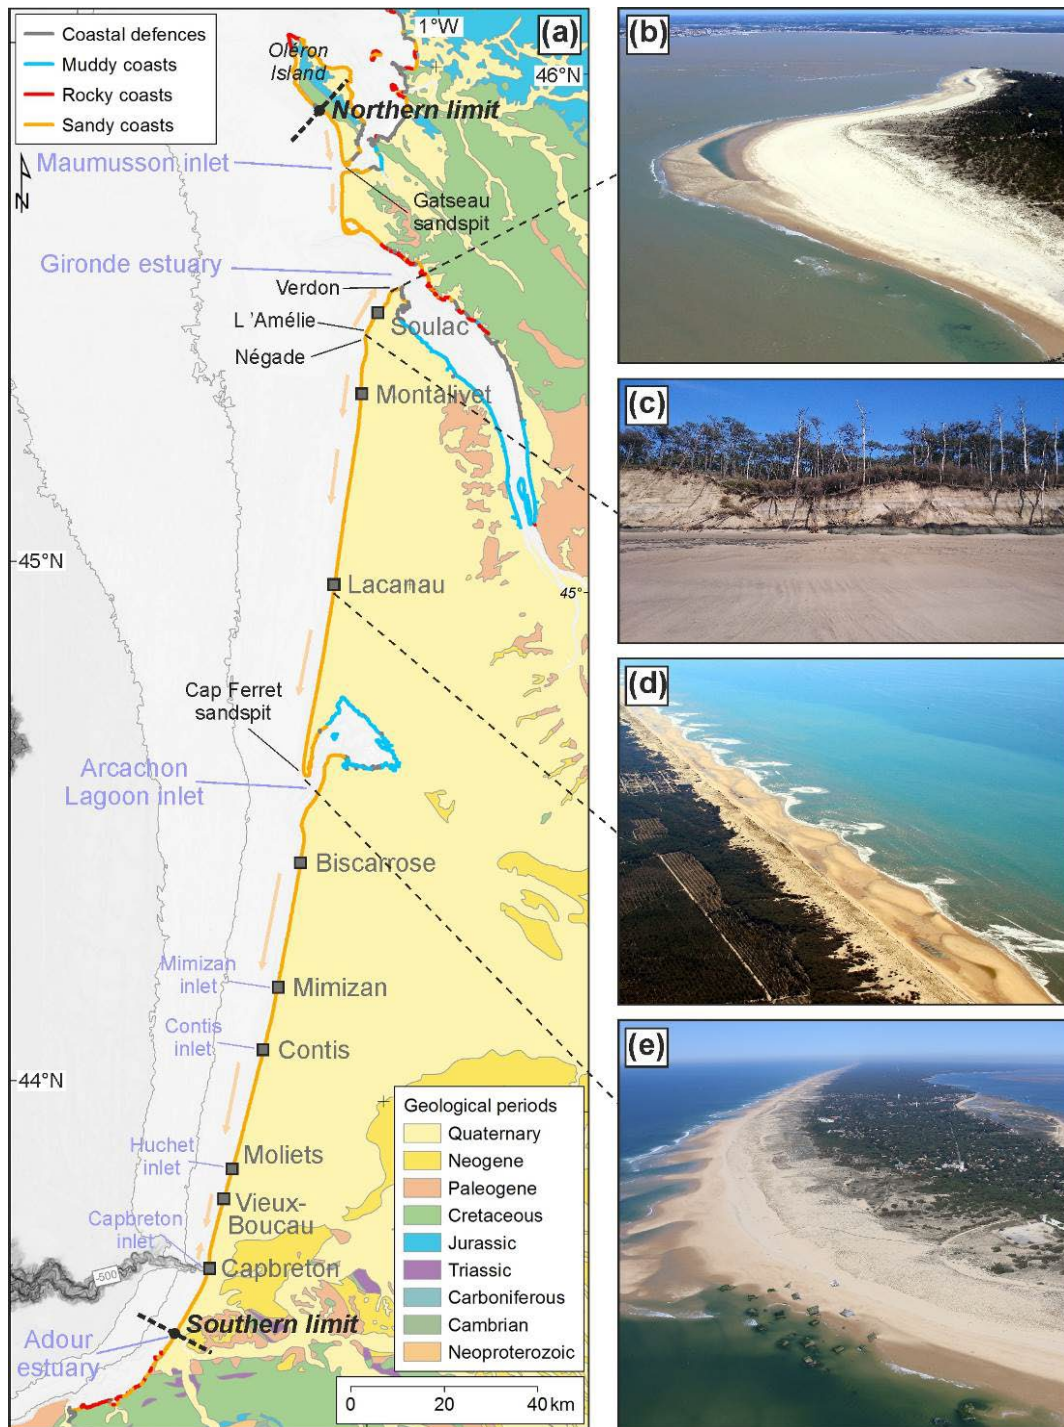 Coastal defences
Muddy coasts
Rocky coasts
Sandy coasts
N
1°W
(a)
Oléron
Island
46°N
Northern limit
Maumusson inlet
Gatseau
sandspit
Gironde estuary
Verdon
L 'Amélie
Soulac
Négade
Montalivet
45°N
Lacanau
45°
Cap Ferret
sandspit
Arcachon
Lagoon inlet
Biscarrose
Mimizan
inlet
Mimizan
Contis
inlet
Contis
44°N
Huchet
inlet
Moliets
Vieux-
Boucau
Capbreton
inlet
-500
Capbreton
Southern limit
Adour
estuary
Geological periods
Quaternary
Neogene
Paleogene
Cretaceous
Jurassic
Triassic
Carboniferous
Cambrian
Neoproterozoic
0 20 40 km
(b)
(c)
(d)
(e)